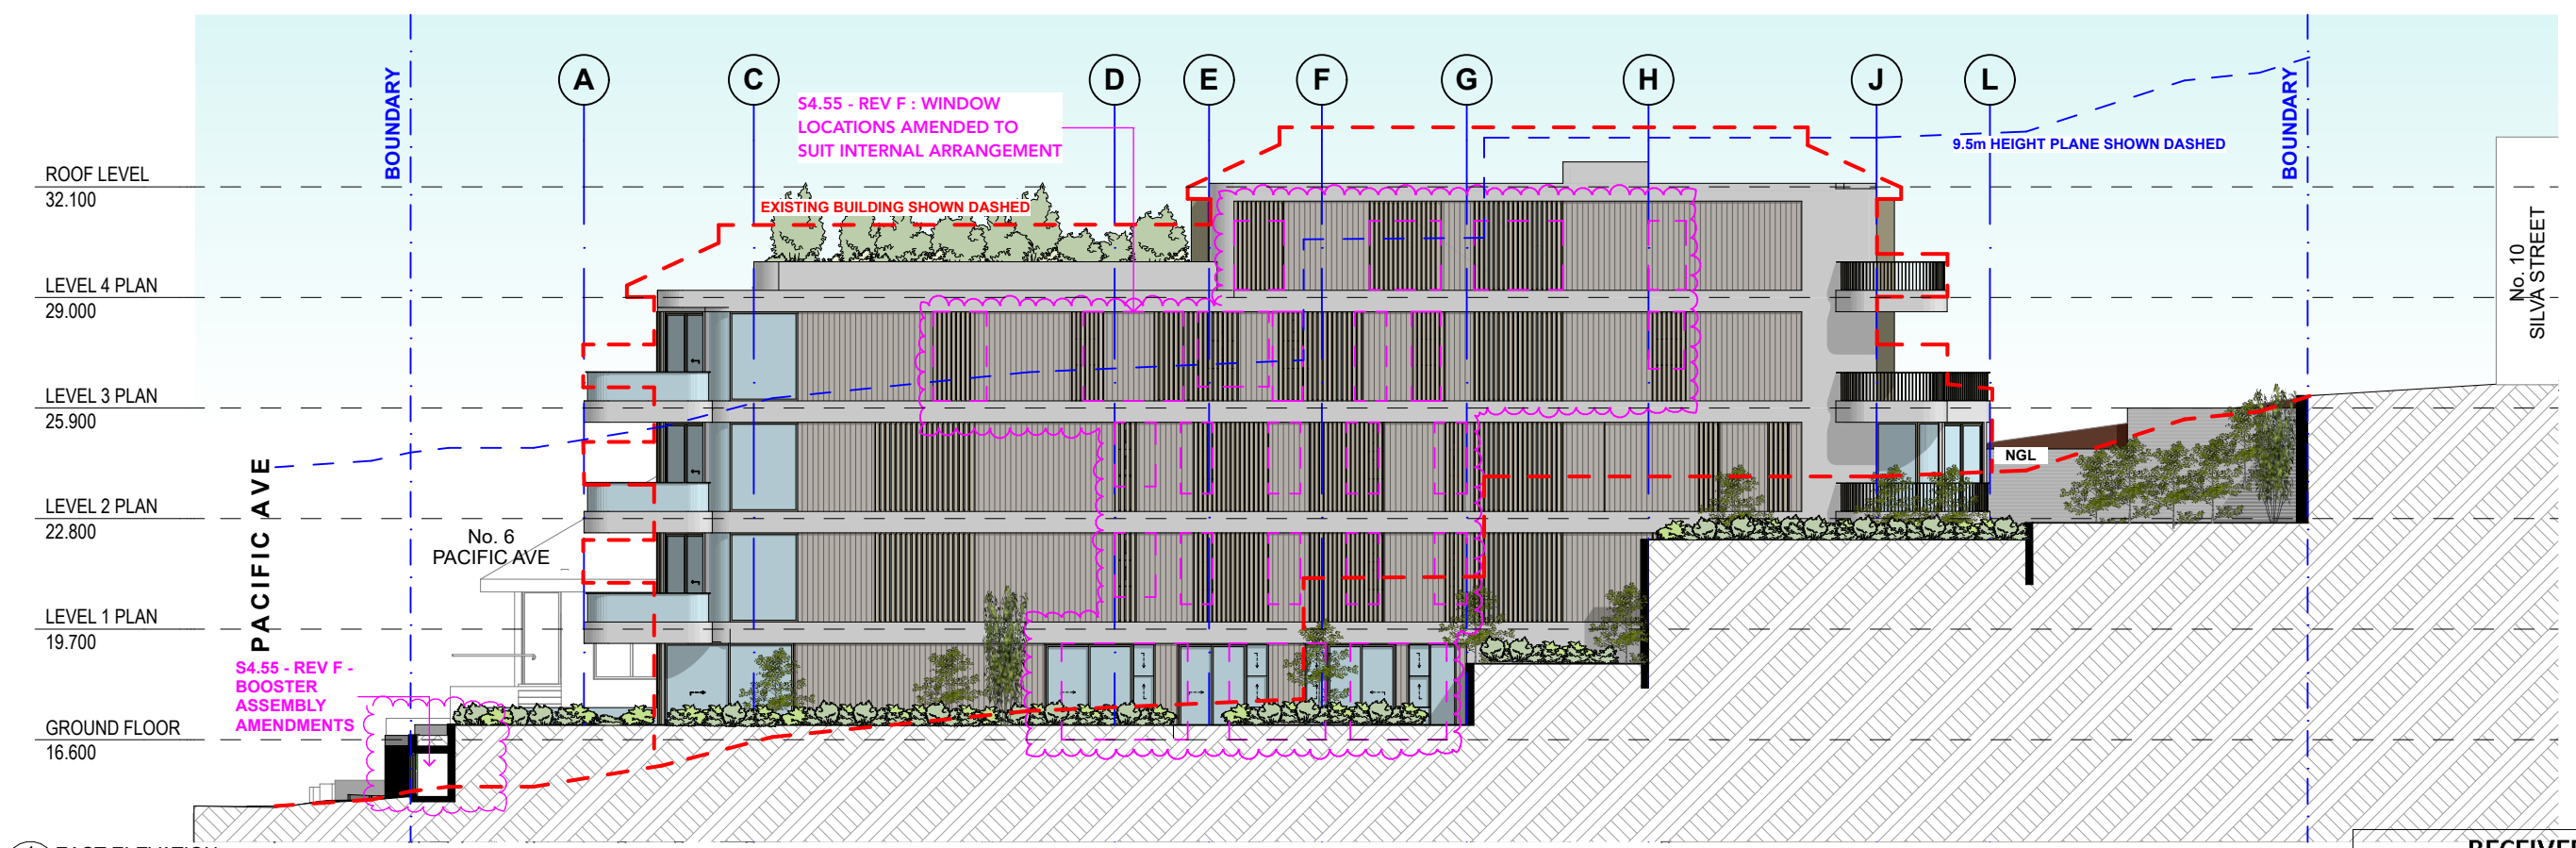 A
C
D
E
F
G
H
J
L
BOUNDARY
BOUNDARY
S4.55 - REV F : WINDOW
LOCATIONS AMENDED TO
SUIT INTERNAL ARRANGEMENT
9.5m HEIGHT PLANE SHOWN DASHED
ROOF LEVEL
32.100
EXISTING BUILDING SHOWN DASHED
No. 10
SILVA STREET
LEVEL 4 PLAN
29.000
LEVEL 3 PLAN
25.900
NGL
LEVEL 2 PLAN
22.800
PACIFIC AVE
No. 6
PACIFIC AVE
LEVEL 1 PLAN
19.700
S4.55 - REV F -
BOOSTER
ASSEMBLY
AMENDMENTS
GROUND FLOOR
16.600
EAST ELEVATION